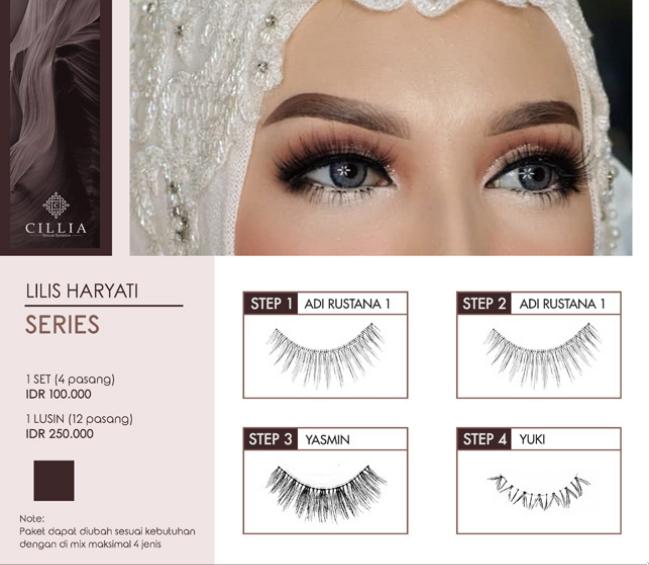 CILLIA
LILIS HARYATI
SERIES
1 SET (4 pasang)
IDR 100.000
1 LUSIN (12 pasang)
IDR 250.000
Note:
Paket dapat diubah sesuai kebutuhan
dengan di mix maksimal 4 jenis
STEP 1 ADI RUSTANA 1
STEP 2 ADI RUSTANA 1
STEP 3 YASMIN
STEP 4 YUKI